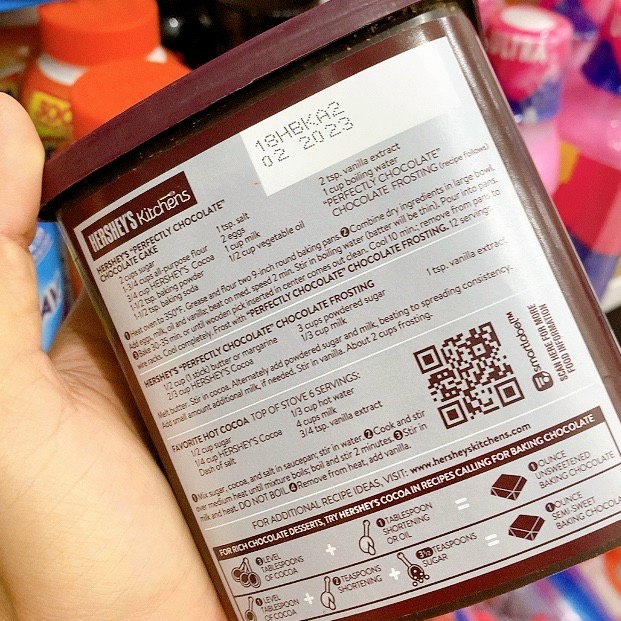 18HBKA2
02 2023
HERSHEY'S Kitchens
HERSHEY'S "PERFECTLY CHOCOLATE"
CHOCOLATE CAKE
2 cups sugar
1-3/4 cups all-purpose flour
3/4 cup HERSHEY'S Cocoa
1-1/2 tsp. baking powder
1-1/2 tsp. baking soda
1 tsp. salt
2 eggs
1 cup milk
1/2 cup vegetable oil
2 tsp. vanilla extract
1 cup boiling water
"PERFECTLY CHOCOLATE"
CHOCOLATE FROSTING (recipe follows)
1 Heat oven to 350°F. Grease and flour two 9-inch round baking pans. 2 Combine dry ingredients in large bowl.
Add eggs, milk, oil and vanilla; beat on med. speed 2 min. Stir in boiling water (batter will be thin). Pour into pans.
3 Bake 30-35 min. or until wooden pick inserted in center comes out clean. Cool 10 min.; remove from pans to
wire racks. Cool completely. Frost with "PERFECTLY CHOCOLATE" CHOCOLATE FROSTING. 12 servings.
HERSHEY'S "PERFECTLY CHOCOLATE" CHOCOLATE FROSTING
1/2 cup (1 stick) butter or margarine
2/3 cup HERSHEY'S Cocoa
3 cups powdered sugar
1/3 cup milk
1 tsp. vanilla extract
Melt butter. Stir in cocoa. Alternately add powdered sugar and milk, beating to spreading consistency.
Add small amount additional milk, if needed. Stir in vanilla. About 2 cups frosting.
FAVORITE HOT COCOA TOP OF STOVE 6 SERVINGS:
1/2 cup sugar
1/4 cup HERSHEY'S Cocoa
Dash of salt
1/3 cup hot water
4 cups milk
3/4 tsp. vanilla extract
1 Mix sugar, cocoa, and salt in saucepan; stir in water. 2 Cook and stir
over medium heat until mixture boils; boil and stir 2 minutes. 3 Stir in
milk and heat. DO NOT BOIL. 4 Remove from heat, add vanilla.
smartlabel
SCAN HERE FOR MORE
FOOD INFORMATION
FOR ADDITIONAL RECIPE IDEAS, VISIT: www.hersheyskitchens.com
FOR RICH CHOCOLATE DESSERTS, TRY HERSHEY'S COCOA IN RECIPES CALLING FOR BAKING CHOCOLATE
3 LEVEL
TABLESPOONS
OF COCOA
+
1 TABLESPOON
SHORTENING
OR OIL
=
1 OUNCE
UNSWEETENED
BAKING CHOCOLATE
1 LEVEL
TABLESPOON
OF COCOA
+
2 TEASPOONS
SHORTENING
+
3 1/2 TEASPOONS
SUGAR
=
1 OUNCE
SEMI-SWEET
BAKING CHOCOLATE
ULTRA